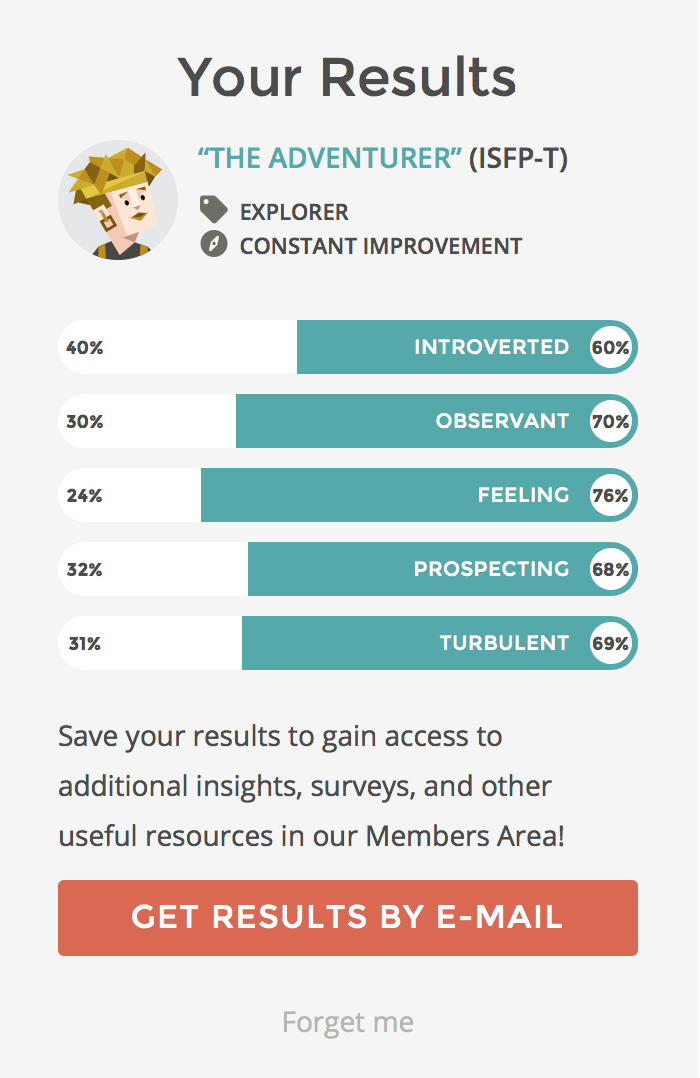 Your Results
“THE ADVENTURER” (ISFP-T)
EXPLORER
CONSTANT IMPROVEMENT
40% INTROVERTED 60%
30% OBSERVANT 70%
24% FEELING 76%
32% PROSPECTING 68%
31% TURBULENT 69%
Save your results to gain access to
additional insights, surveys, and other
useful resources in our Members Area!
GET RESULTS BY E-MAIL
Forget me